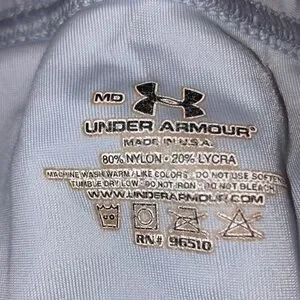 MD
UNDER ARMOUR®
MADE IN U.S.A.
80% NYLON • 20% LYCRA
MACHINE WASH WARM / LIKE COLORS • DO NOT USE SOFTENER
TUMBLE DRY LOW • DO NOT IRON • DO NOT BLEACH
WWW.UNDERARMOUR.COM
RN# 96510